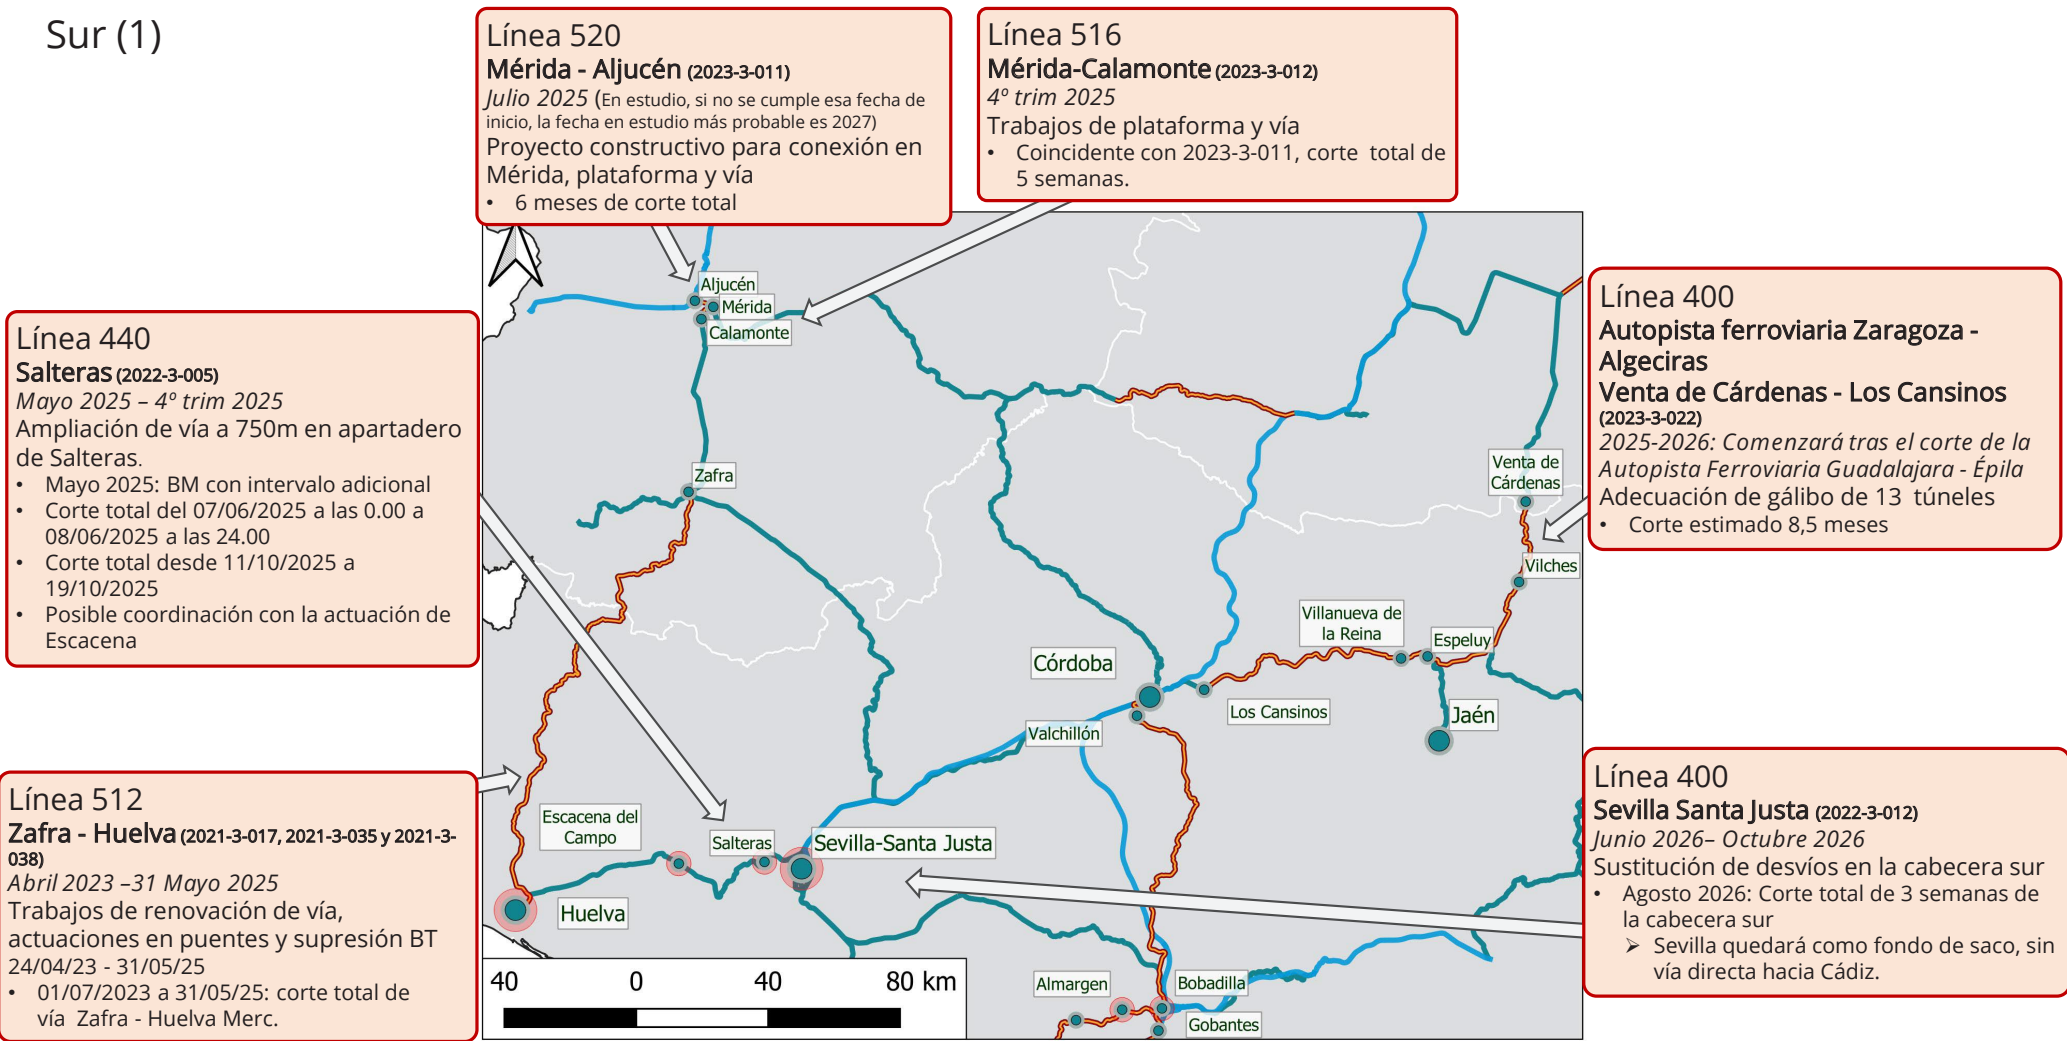 Sur (1)
Línea 520
Mérida - Aljucén (2023-3-011)
Julio 2025 (En estudio, si no se cumple esa fecha de
inicio, la fecha en estudio más probable es 2027)
Proyecto constructivo para conexión en
Mérida, plataforma y vía
• 6 meses de corte total
Línea 516
Mérida-Calamonte (2023-3-012)
4º trim 2025
Trabajos de plataforma y vía
• Coincidente con 2023-3-011, corte total de
5 semanas.
Línea 440
Salteras (2022-3-005)
Mayo 2025 – 4º trim 2025
Ampliación de vía a 750m en apartadero
de Salteras.
• Mayo 2025: BM con intervalo adicional
• Corte total del 07/06/2025 a las 0.00 a
08/06/2025 a las 24.00
• Corte total desde 11/10/2025 a
19/10/2025
• Posible coordinación con la actuación de
Escacena
Línea 400
Autopista ferroviaria Zaragoza -
Algeciras
Venta de Cárdenas - Los Cansinos
(2023-3-022)
2025-2026: Comenzará tras el corte de la
Autopista Ferroviaria Guadalajara - Épila
Adecuación de gálibo de 13 túneles
• Corte estimado 8,5 meses
Línea 512
Zafra - Huelva (2021-3-017, 2021-3-035 y 2021-3-
038)
Abril 2023 –31 Mayo 2025
Trabajos de renovación de vía,
actuaciones en puentes y supresión BT
24/04/23 - 31/05/25
• 01/07/2023 a 31/05/25: corte total de
vía Zafra - Huelva Merc.
Línea 400
Sevilla Santa Justa (2022-3-012)
Junio 2026– Octubre 2026
Sustitución de desvíos en la cabecera sur
• Agosto 2026: Corte total de 3 semanas de
la cabecera sur
➢ Sevilla quedará como fondo de saco, sin
vía directa hacia Cádiz.
Aljucén
Mérida
Calamonte
Zafra
Venta de
Cárdenas
Vilches
Villanueva de
la Reina
Espeluy
Córdoba
Los Cansinos
Jaén
Valchillón
Escacena del
Campo
Salteras
Sevilla-Santa Justa
Huelva
Almargen
Bobadilla
Gobantes
40 0 40 80 km